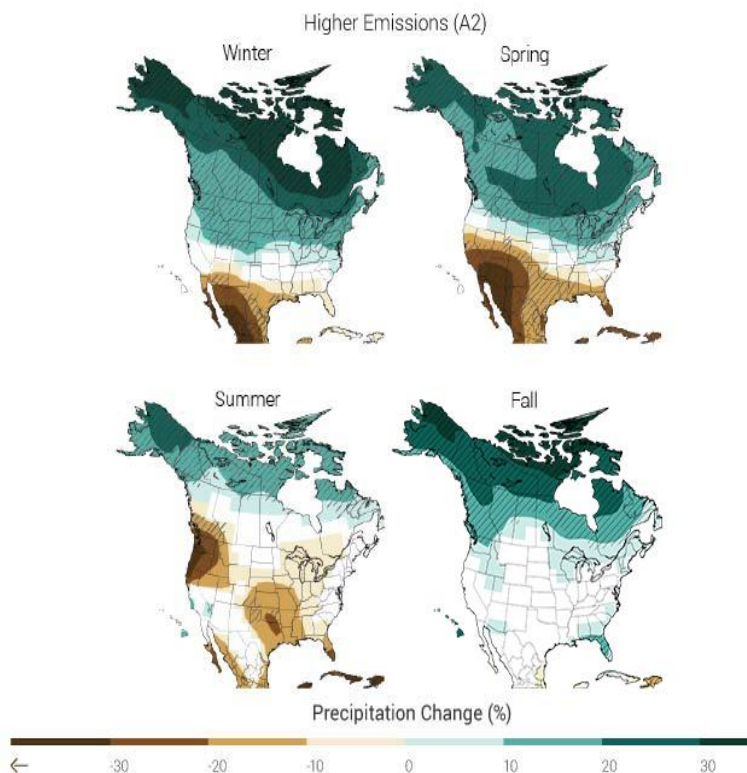 Higher Emissions (A2)
Winter
Spring
Summer
Fall
Precipitation Change (%)
-30 -20 -10 0 10 20 30